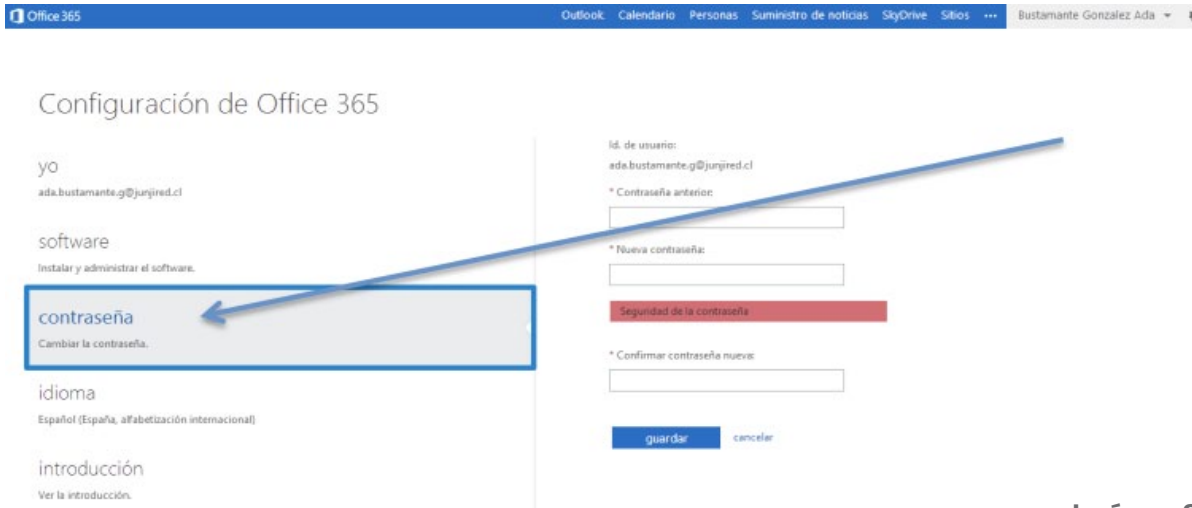 Office 365
Outlook Calendario Personas Suministro de noticias SkyDrive Sitios ... Bustamante Gonzalez Ada
Configuración de Office 365
yo
ada.bustamante.g@junjired.cl
software
Instalar y administrar el software.
contraseña
Cambiar la contraseña.
idioma
Español (España, alfabetización internacional)
introducción
Ver la introducción.
Id. de usuario:
ada.bustamante.g@junjired.cl
* Contraseña anterior:
* Nueva contraseña:
Seguridad de la contraseña
* Confirmar contraseña nueva:
guardar cancelar